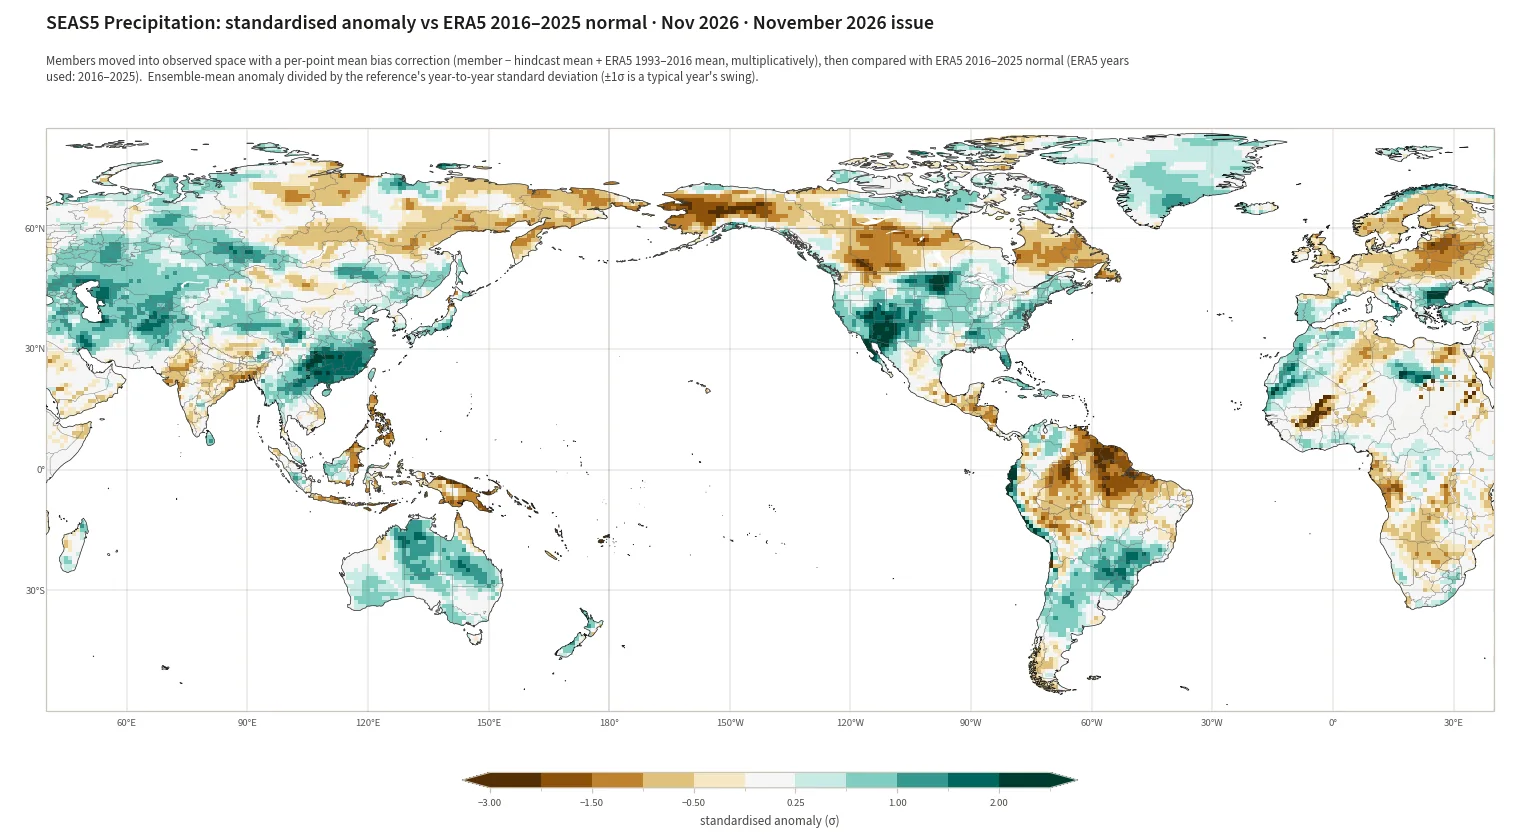 SEAS5 Precipitation: standardised anomaly vs ERA5 2016–2025 normal · Nov 2026 · November 2026 issue
Members moved into observed space with a per-point mean bias correction (member − hindcast mean + ERA5 1993–2016 mean, multiplicatively), then compared with ERA5 2016–2025 normal (ERA5 years
used: 2016–2025).  Ensemble-mean anomaly divided by the reference's year-to-year standard deviation (±1σ is a typical year's swing).
60°N
30°N
0°
30°S
60°E
90°E
120°E
150°E
180°
150°W
120°W
90°W
60°W
30°W
0°
30°E
−3.00
−1.50
−0.50
0.25
1.00
2.00
standardised anomaly (σ)